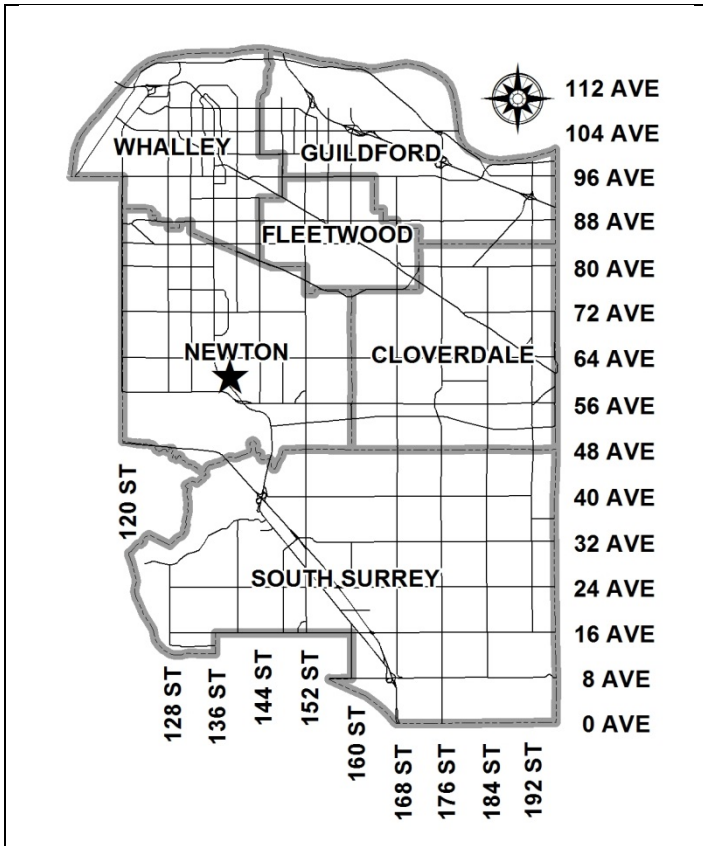 112 AVE
104 AVE
WHALLEY
GUILDFORD
96 AVE
88 AVE
FLEETWOOD
80 AVE
72 AVE
NEWTON
CLOVERDALE
64 AVE
56 AVE
48 AVE
120 ST
40 AVE
32 AVE
SOUTH SURREY
24 AVE
16 AVE
8 AVE
0 AVE
128 ST
136 ST
144 ST
152 ST
160 ST
168 ST
176 ST
184 ST
192 ST